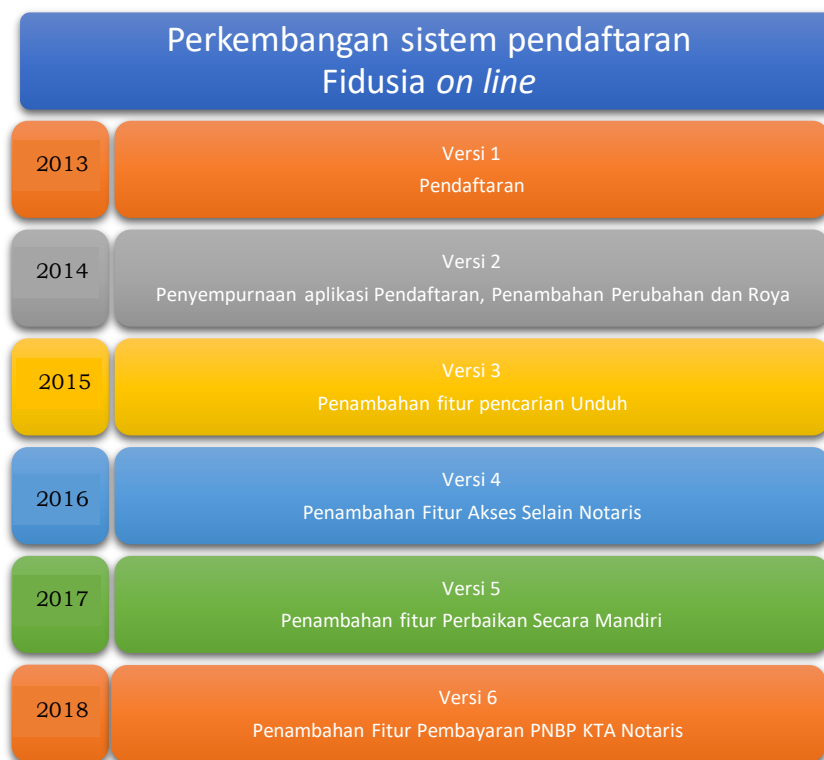 Perkembangan sistem pendaftaran
Fidusia on line
2013
Versi 1
Pendaftaran
2014
Versi 2
Penyempurnaan aplikasi Pendaftaran, Penambahan Perubahan dan Roya
2015
Versi 3
Penambahan fitur pencarian Unduh
2016
Versi 4
Penambahan Fitur Akses Selain Notaris
2017
Versi 5
Penambahan fitur Perbaikan Secara Mandiri
2018
Versi 6
Penambahan Fitur Pembayaran PNBP KTA Notaris